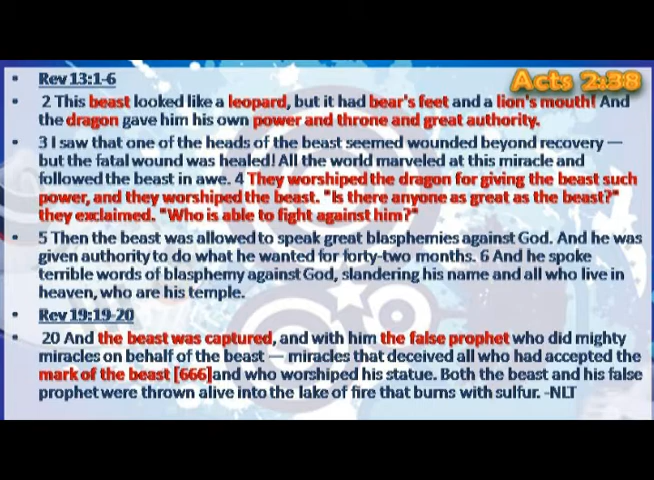 Acts 2:38
Rev 13:1-6
2 This beast looked like a leopard, but it had bear's feet and a lion's mouth! And
the dragon gave him his own power and throne and great authority.
3 I saw that one of the heads of the beast seemed wounded beyond recovery —
but the fatal wound was healed! All the world marveled at this miracle and
followed the beast in awe. 4 They worshiped the dragon for giving the beast such
power, and they worshiped the beast. "Is there anyone as great as the beast?"
they exclaimed. "Who is able to fight against him?"
5 Then the beast was allowed to speak great blasphemies against God. And he was
given authority to do what he wanted for forty-two months. 6 And he spoke
terrible words of blasphemy against God, slandering his name and all who live in
heaven, who are his temple.
Rev 19:19-20
20 And the beast was captured, and with him the false prophet who did mighty
miracles on behalf of the beast — miracles that deceived all who had accepted the
mark of the beast [666]and who worshiped his statue. Both the beast and his false
prophet were thrown alive into the lake of fire that burns with sulfur. -NLT